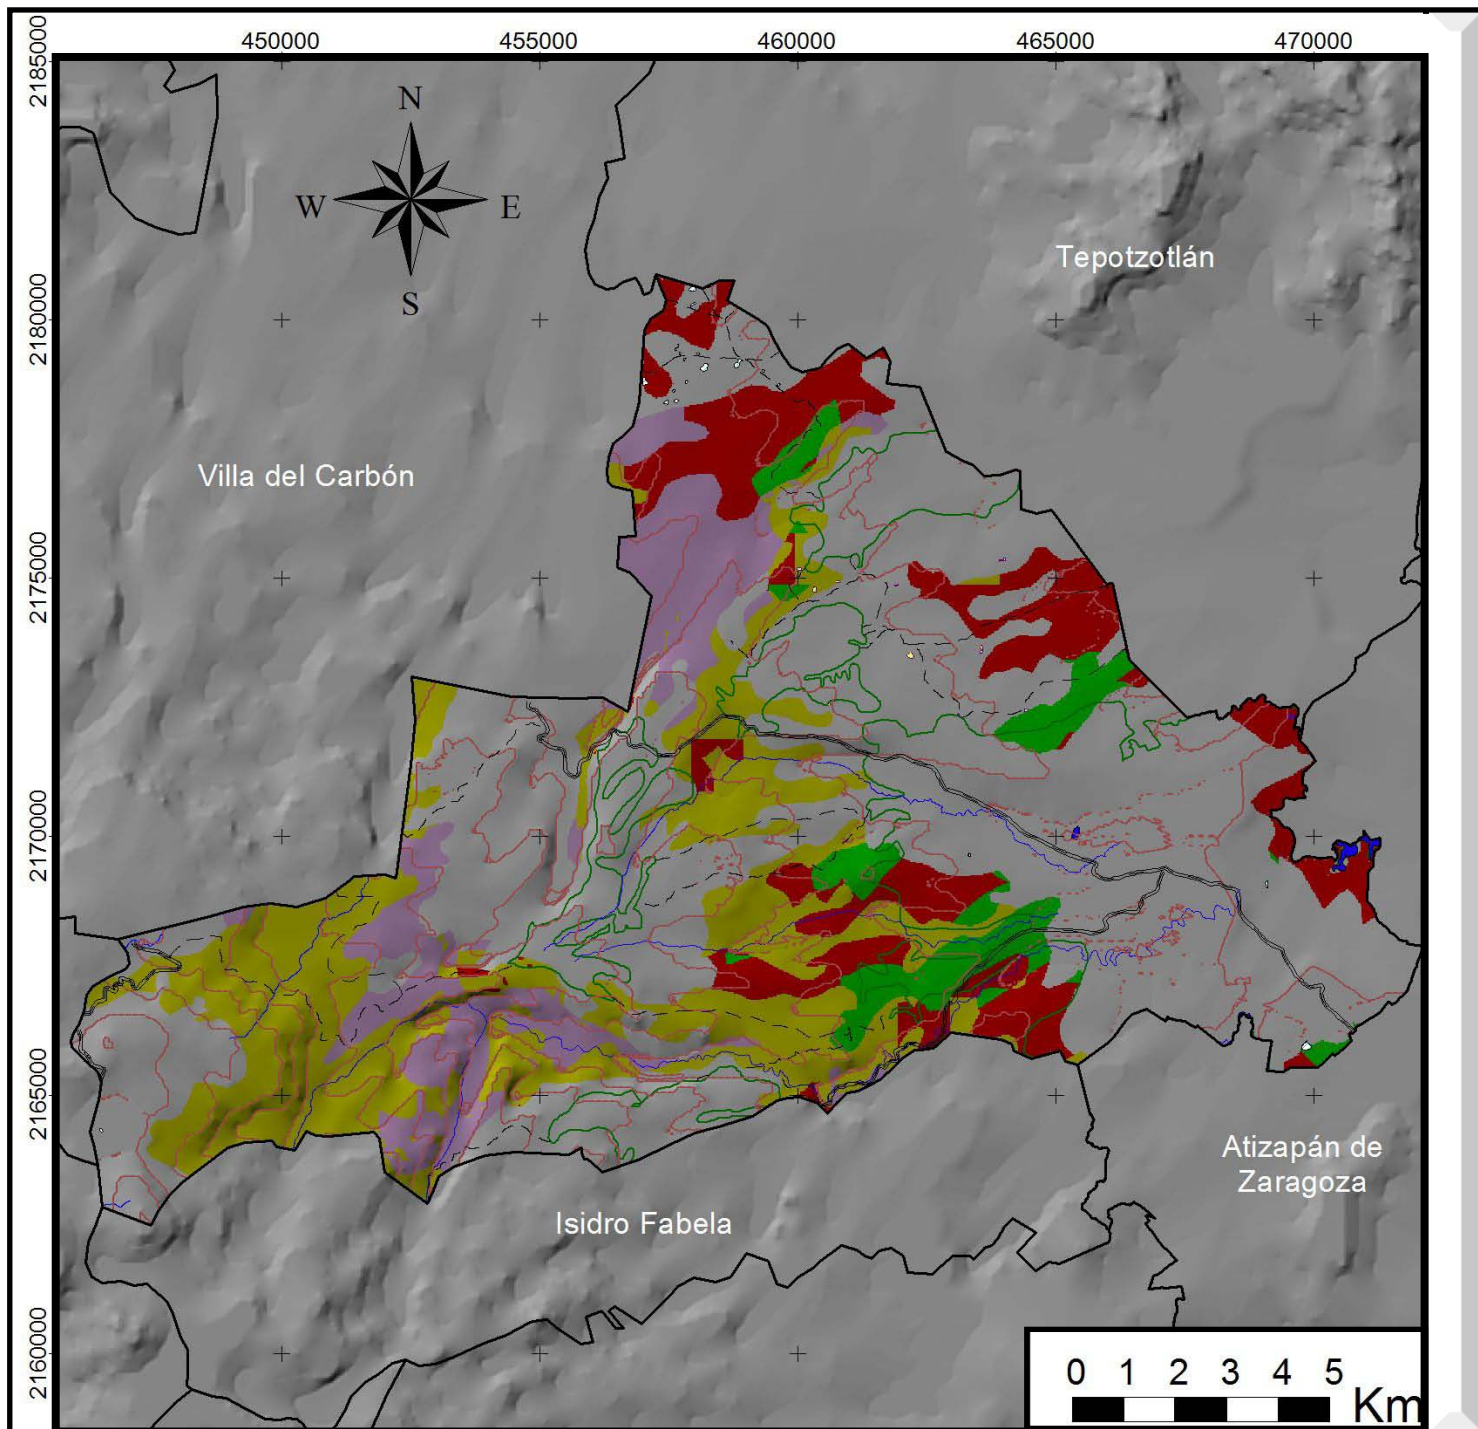 450000 455000 460000 465000 470000
2185000
N
W E
S
Tepotzotlán
2180000
Villa del Carbón
2175000
2170000
2165000
Atizapán de
Zaragoza
Isidro Fabela
2160000
0 1 2 3 4 5
Km